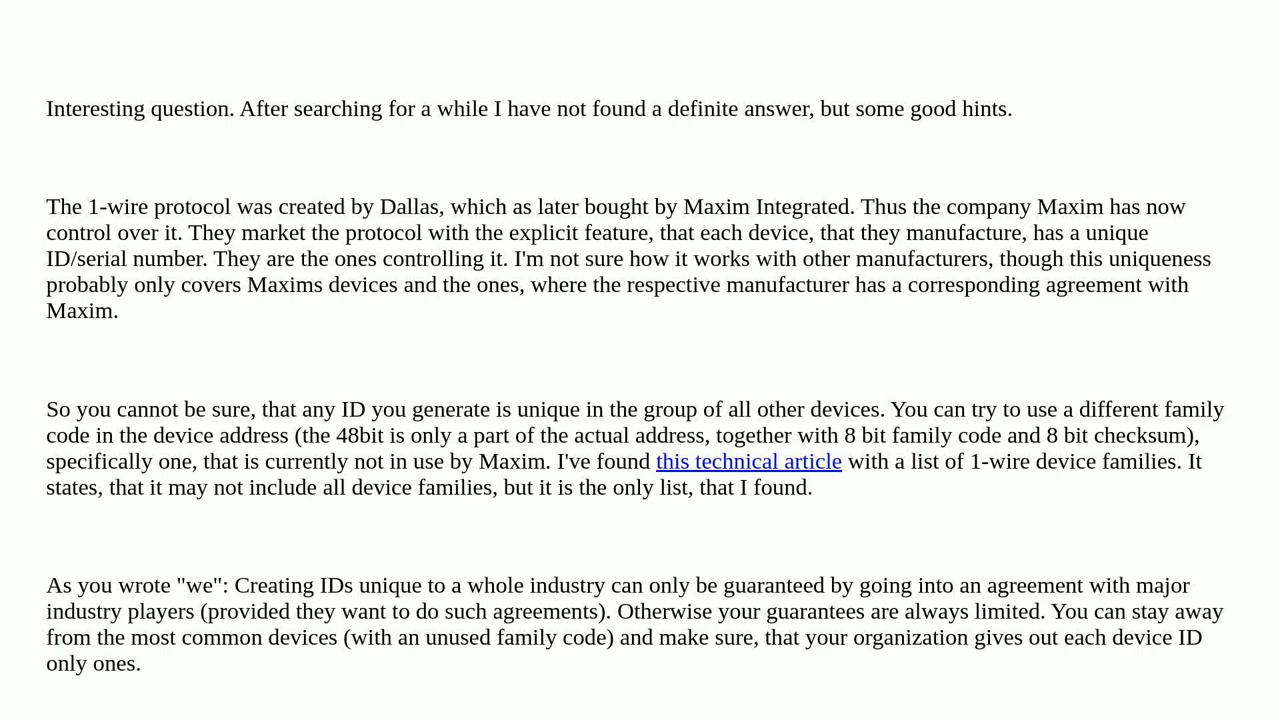 Interesting question. After searching for a while I have not found a definite answer, but some good hints.
The 1-wire protocol was created by Dallas, which as later bought by Maxim Integrated. Thus the company Maxim has now
control over it. They market the protocol with the explicit feature, that each device, that they manufacture, has a unique
ID/serial number. They are the ones controlling it. I'm not sure how it works with other manufacturers, though this uniqueness
probably only covers Maxims devices and the ones, where the respective manufacturer has a corresponding agreement with
Maxim.
So you cannot be sure, that any ID you generate is unique in the group of all other devices. You can try to use a different family
code in the device address (the 48bit is only a part of the actual address, together with 8 bit family code and 8 bit checksum),
specifically one, that is currently not in use by Maxim. I've found this technical article with a list of 1-wire device families. It
states, that it may not include all device families, but it is the only list, that I found.
As you wrote "we": Creating IDs unique to a whole industry can only be guaranteed by going into an agreement with major
industry players (provided they want to do such agreements). Otherwise your guarantees are always limited. You can stay away
from the most common devices (with an unused family code) and make sure, that your organization gives out each device ID
only ones.